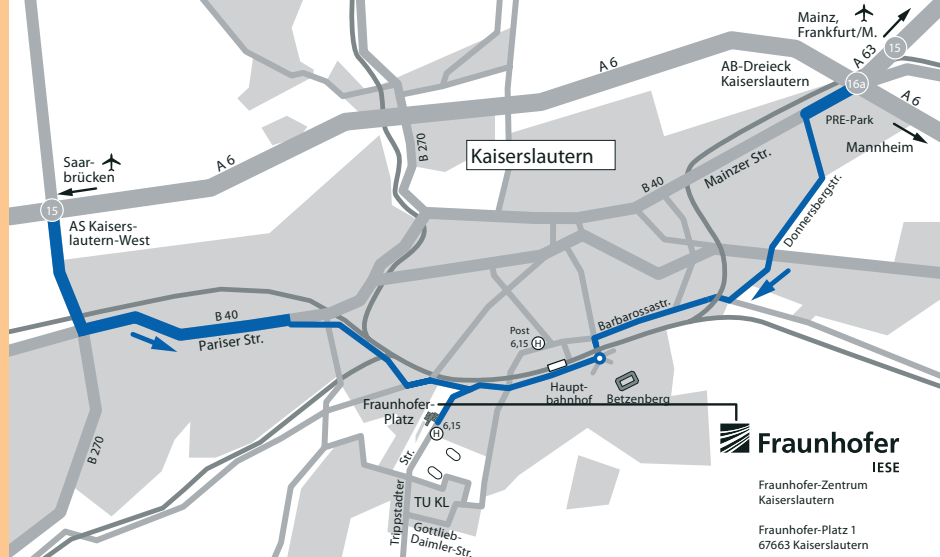 Mainz,
Frankfurt/M.
A 63
15
A 6
AB-Dreieck
Kaiserslautern
16a
A 6
PRE-Park
Mannheim
B 270
Kaiserslautern
Mainzer Str.
B 40
Saar-
brücken
A 6
15
AS Kaisers-
lautern-West
Donnersbergstr.
B 40
Pariser Str.
Barbarossastr.
Post
6,15 H
Haupt-
bahnhof
Betzenberg
Fraunhofer-
Platz
H 6,15
B 270
Trippstadter Str.
TU KL
Gottlieb-
Daimler-Str.
Fraunhofer
IESE
Fraunhofer-Zentrum
Kaiserslautern
Fraunhofer-Platz 1
67663 Kaiserslautern